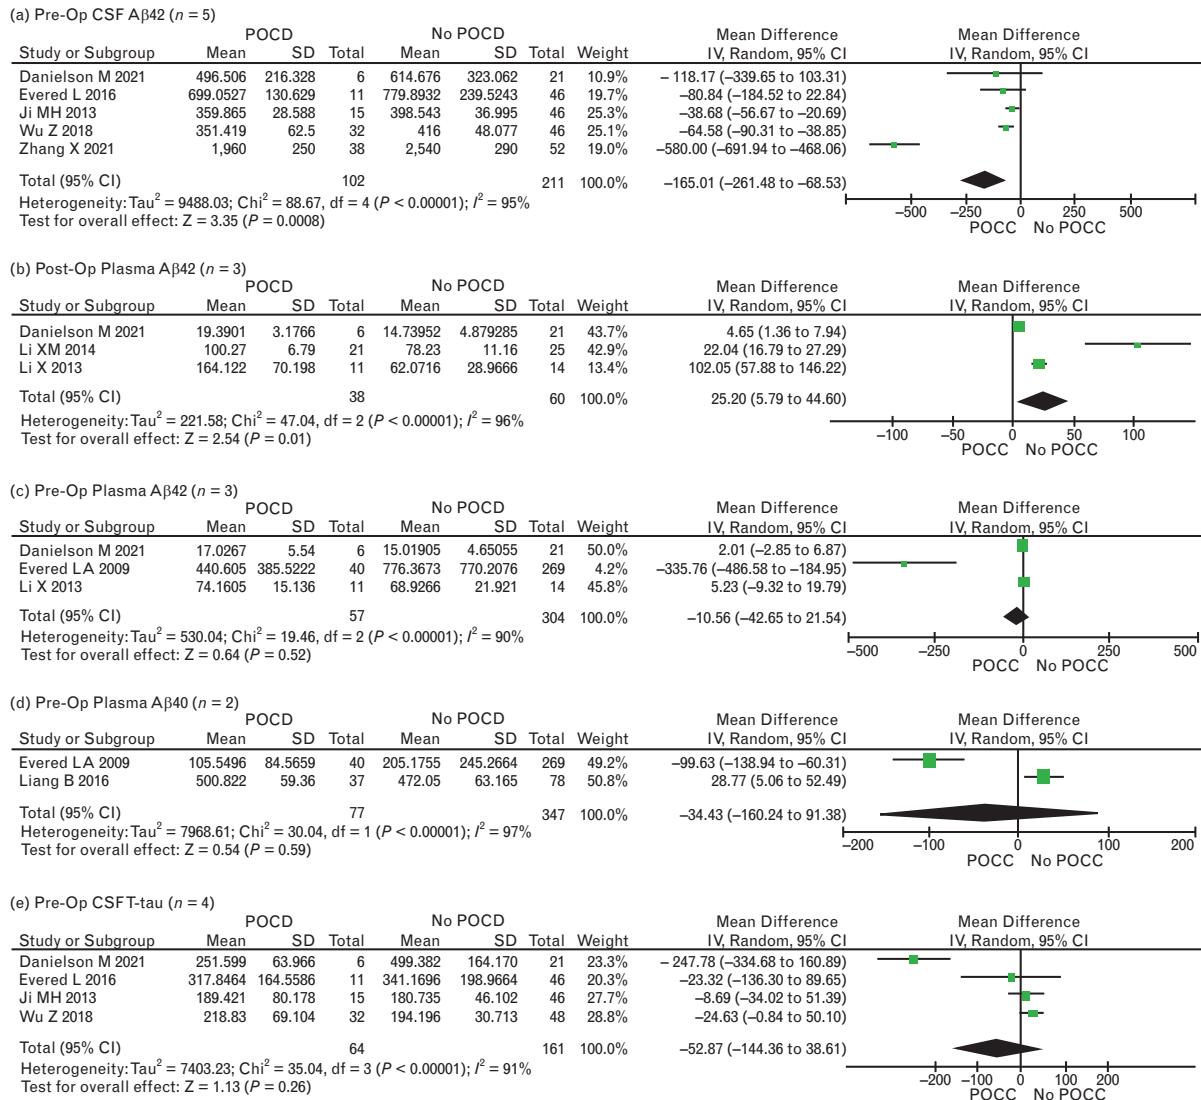 (a) Pre-Op CSF Aβ42 (n = 5)
POCD No POCD Mean Difference Mean Difference
Study or Subgroup Mean SD Total Mean SD Total Weight IV, Random, 95% CI IV, Random, 95% CI
Danielson M 2021 496.506 216.328 6 614.676 323.062 21 10.9% − 118.17 (−339.65 to 103.31)
Evered L 2016 699.0527 130.629 11 779.8932 239.5243 46 19.7% −80.84 (−184.52 to 22.84)
Ji MH 2013 359.865 28.588 15 398.543 36.995 46 25.3% −38.68 (−56.67 to −20.69)
Wu Z 2018 351.419 62.5 32 416 48.077 46 25.1% −64.58 (−90.31 to −38.85)
Zhang X 2021 1,960 250 38 2,540 290 52 19.0% −580.00 (−691.94 to −468.06)
Total (95% CI) 102 211 100.0% −165.01 (−261.48 to −68.53)
Heterogeneity: Tau² = 9488.03; Chi² = 88.67, df = 4 (P < 0.00001); I² = 95%
Test for overall effect: Z = 3.35 (P = 0.0008)
−500 −250 0 250 500
POCC No POCC
(b) Post-Op Plasma Aβ42 (n = 3)
POCD No POCD Mean Difference Mean Difference
Study or Subgroup Mean SD Total Mean SD Total Weight IV, Random, 95% CI IV, Random, 95% CI
Danielson M 2021 19.3901 3.1766 6 14.73952 4.879285 21 43.7% 4.65 (1.36 to 7.94)
Li XM 2014 100.27 6.79 21 78.23 11.16 25 42.9% 22.04 (16.79 to 27.29)
Li X 2013 164.122 70.198 11 62.0716 28.9666 14 13.4% 102.05 (57.88 to 146.22)
Total (95% CI) 38 60 100.0% 25.20 (5.79 to 44.60)
Heterogeneity: Tau² = 221.58; Chi² = 47.04, df = 2 (P < 0.00001); I² = 96%
Test for overall effect: Z = 2.54 (P = 0.01)
−100 −50 0 50 100
POCC No POCC
(c) Pre-Op Plasma Aβ42 (n = 3)
POCD No POCD Mean Difference Mean Difference
Study or Subgroup Mean SD Total Mean SD Total Weight IV, Random, 95% CI IV, Random, 95% CI
Danielson M 2021 17.0267 5.54 6 15.01905 4.65055 21 50.0% 2.01 (−2.85 to 6.87)
Evered LA 2009 440.605 385.5222 40 776.3673 770.2076 269 4.2% −335.76 (−486.58 to −184.95)
Li X 2013 74.1605 15.136 11 68.9266 21.921 14 45.8% 5.23 (−9.32 to 19.79)
Total (95% CI) 57 304 100.0% −10.56 (−42.65 to 21.54)
Heterogeneity: Tau² = 530.04; Chi² = 19.46, df = 2 (P < 0.00001); I² = 90%
Test for overall effect: Z = 0.64 (P = 0.52)
−500 −250 0 250 500
POCC No POCC
(d) Pre-Op Plasma Aβ40 (n = 2)
POCD No POCD Mean Difference Mean Difference
Study or Subgroup Mean SD Total Mean SD Total Weight IV, Random, 95% CI IV, Random, 95% CI
Evered LA 2009 105.5496 84.5659 40 205.1755 245.2664 269 49.2% −99.63 (−138.94 to −60.31)
Liang B 2016 500.822 59.36 37 472.05 63.165 78 50.8% 28.77 (5.06 to 52.49)
Total (95% CI) 77 347 100.0% −34.43 (−160.24 to 91.38)
Heterogeneity: Tau² = 7968.61; Chi² = 30.04, df = 1 (P < 0.00001); I² = 97%
Test for overall effect: Z = 0.54 (P = 0.59)
−200 −100 0 100 200
POCC No POCC
(e) Pre-Op CSFT-tau (n = 4)
POCD No POCD Mean Difference Mean Difference
Study or Subgroup Mean SD Total Mean SD Total Weight IV, Random, 95% CI IV, Random, 95% CI
Danielson M 2021 251.599 63.966 6 499.382 164.170 21 23.3% − 247.78 (−334.68 to 160.89)
Evered L 2016 317.8464 164.5586 11 341.1696 198.9664 46 20.3% −23.32 (−136.30 to 89.65)
Ji MH 2013 189.421 80.178 15 180.735 46.102 46 27.7% −8.69 (−34.02 to 51.39)
Wu Z 2018 218.83 69.104 32 194.196 30.713 48 28.8% −24.63 (−0.84 to 50.10)
Total (95% CI) 64 161 100.0% −52.87 (−144.36 to 38.61)
Heterogeneity: Tau² = 7403.23; Chi² = 35.04, df = 3 (P < 0.00001); I² = 91%
Test for overall effect: Z = 1.13 (P = 0.26)
−200 −100 0 100 200
POCC No POCC